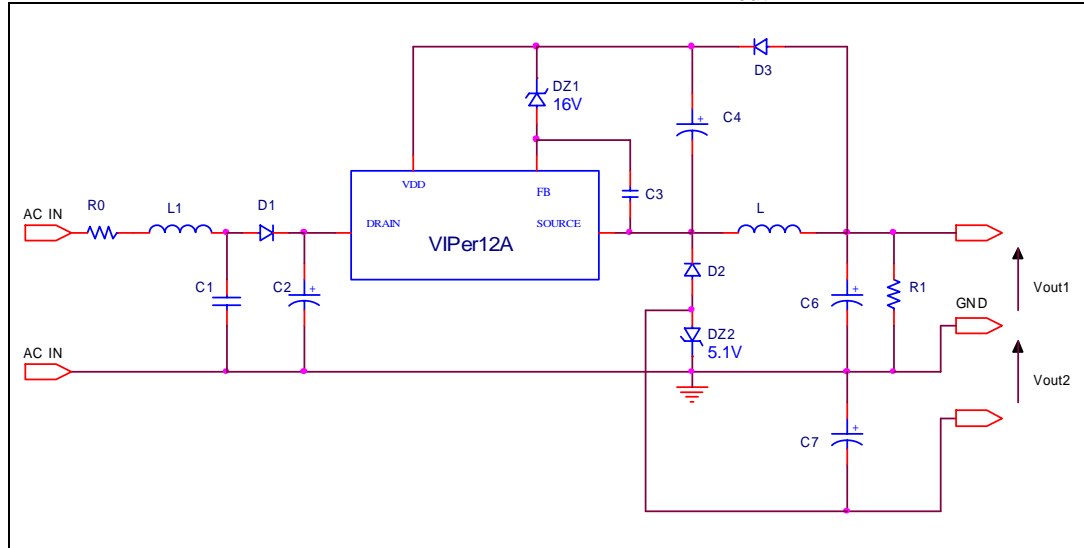 D3
DZ1
16V
C4
VDD
FB
C3
AC IN
R0
L1
D1
DRAIN
SOURCE
L
VIPer12A
D2
C1
C2
C6
R1
Vout1
GND
DZ2
5.1V
AC IN
Vout2
C7